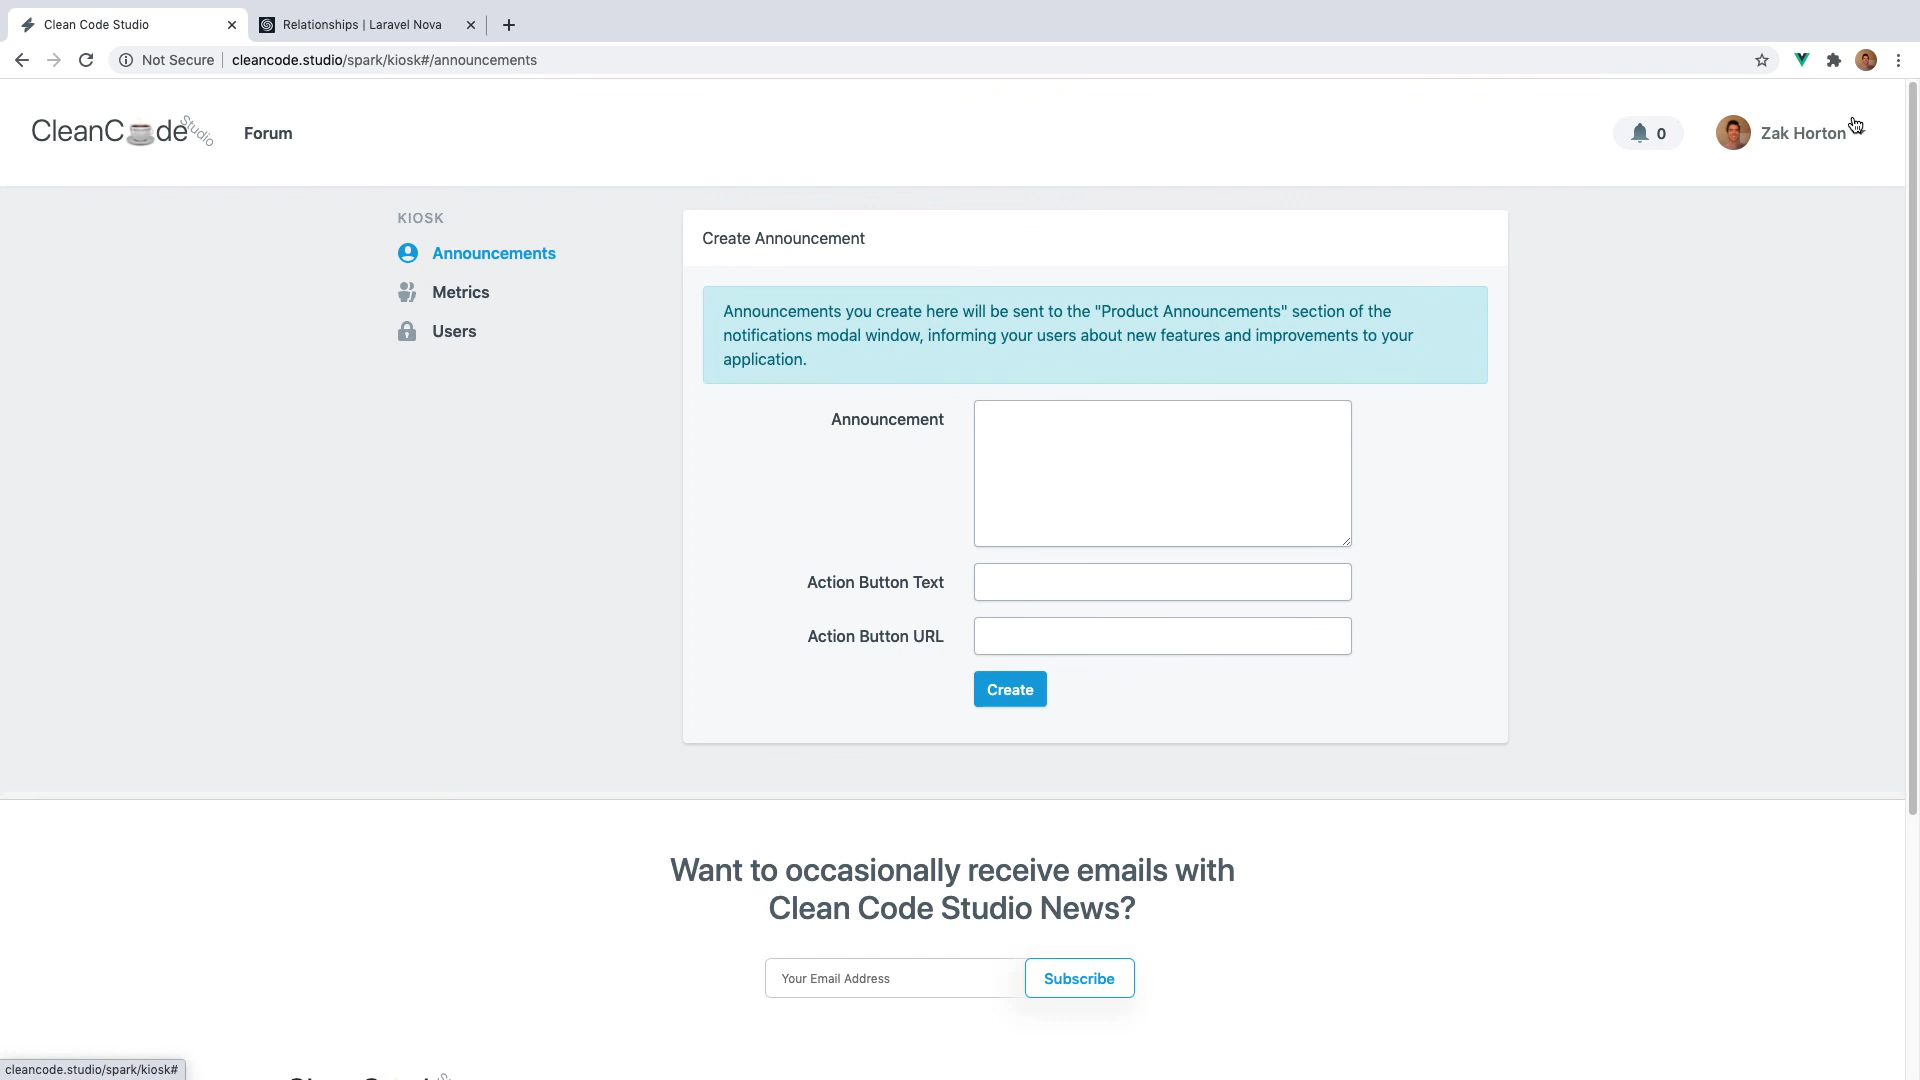 Clean Code Studio
Relationships | Laravel Nova
Not Secure
cleancode.studio/spark/kiosk#/announcements
CleanC de Studio
Forum
0
Zak Horton
KIOSK
Announcements
Metrics
Users
Create Announcement
Announcements you create here will be sent to the "Product Announcements" section of the
notifications modal window, informing your users about new features and improvements to your
application.
Announcement
Action Button Text
Action Button URL
Create
Want to occasionally receive emails with
Clean Code Studio News?
Your Email Address
Subscribe
cleancode.studio/spark/kiosk#